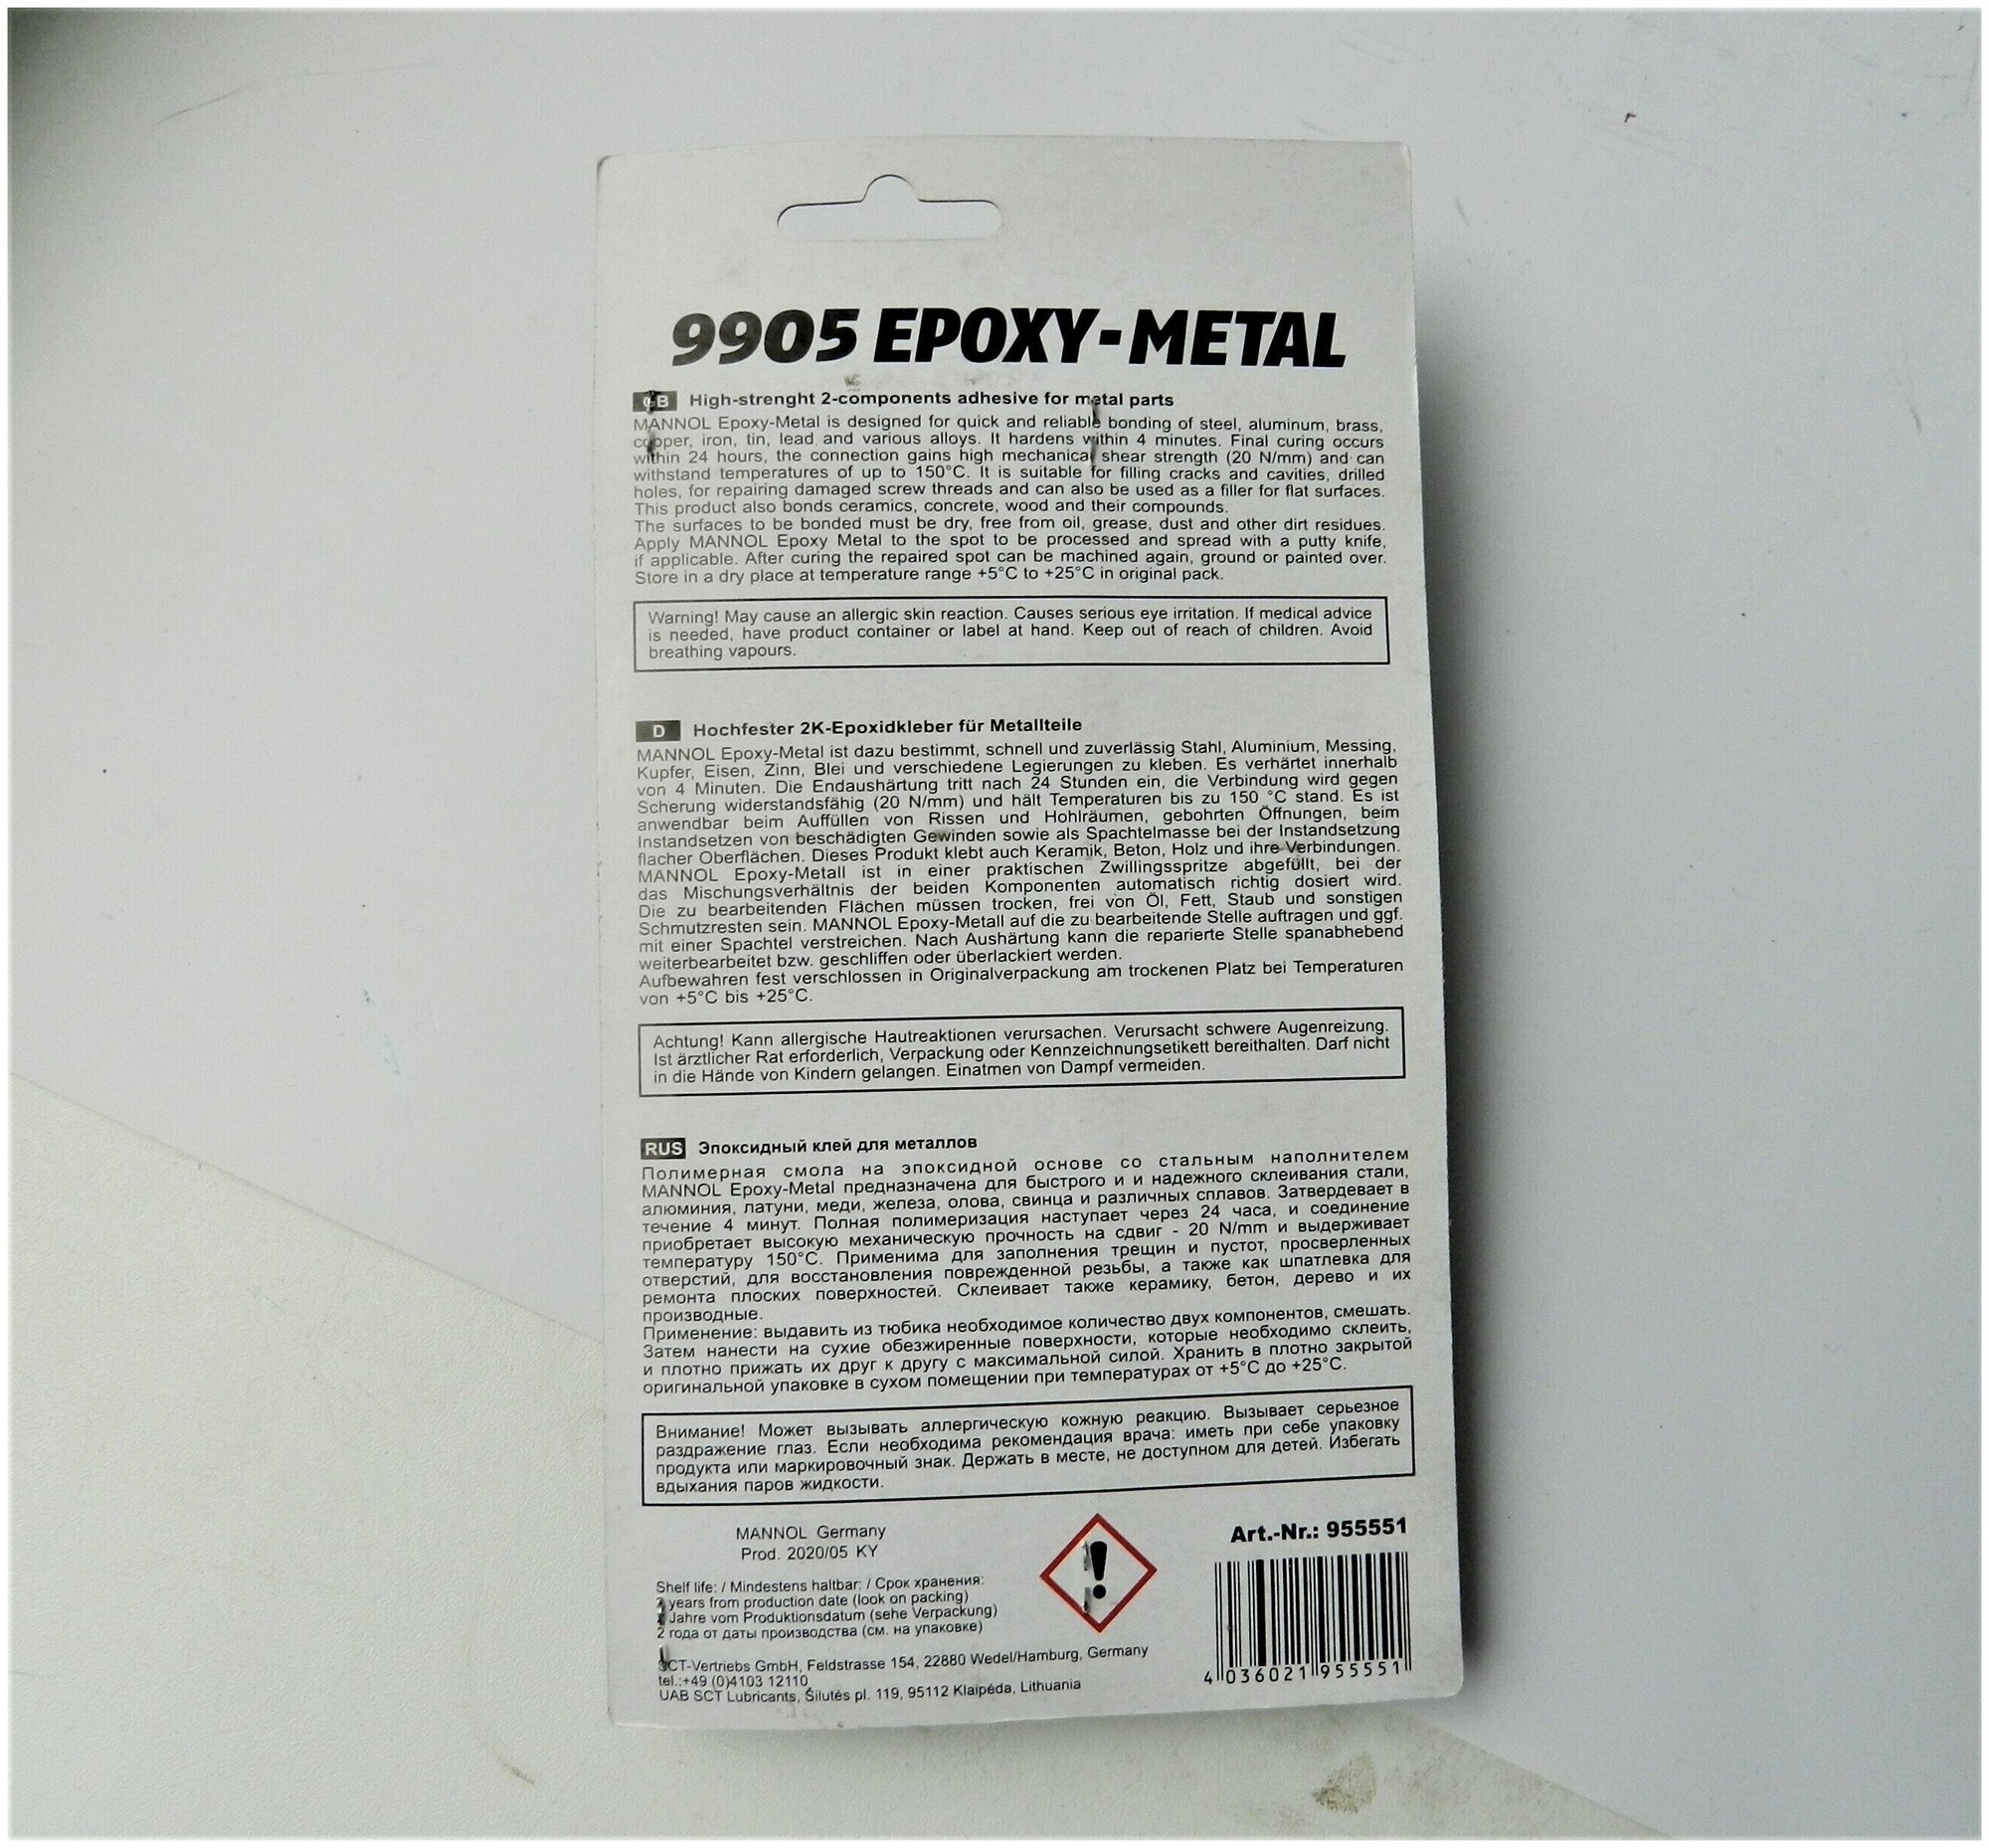 9905 EPOXY-METAL
GB High-strenght 2-components adhesive for metal parts
MANNOL Epoxy-Metal is designed for quick and reliable bonding of steel, aluminum, brass,
copper, iron, tin, lead and various alloys. It hardens within 4 minutes. Final curing occurs
within 24 hours, the connection gains high mechanical shear strength (20 N/mm) and can
withstand temperatures of up to 150°C. It is suitable for filling cracks and cavities, drilled
holes, for repairing damaged screw threads and can also be used as a filler for flat surfaces.
This product also bonds ceramics, concrete, wood and their compounds.
The surfaces to be bonded must be dry, free from oil, grease, dust and other dirt residues.
Apply MANNOL Epoxy Metal to the spot to be processed and spread with a putty knife,
if applicable. After curing the repaired spot can be machined again, ground or painted over.
Store in a dry place at temperature range +5°C to +25°C in original pack.
Warning! May cause an allergic skin reaction. Causes serious eye irritation. If medical advice
is needed, have product container or label at hand. Keep out of reach of children. Avoid
breathing vapours.
D Hochfester 2K-Epoxidkleber für Metallteile
MANNOL Epoxy-Metal ist dazu bestimmt, schnell und zuverlässig Stahl, Aluminium, Messing,
Kupfer, Eisen, Zinn, Blei und verschiedene Legierungen zu kleben. Es verhärtet innerhalb
von 4 Minuten. Die Endaushärtung tritt nach 24 Stunden ein, die Verbindung wird gegen
Scherung widerstandsfähig (20 N/mm) und hält Temperaturen bis zu 150 °C stand. Es ist
anwendbar beim Auffüllen von Rissen und Hohlräumen, gebohrten Öffnungen, beim
Instandsetzen von beschädigten Gewinden sowie als Spachtelmasse bei der Instandsetzung
flacher Oberflächen. Dieses Produkt klebt auch Keramik, Beton, Holz und ihre Verbindungen.
MANNOL Epoxy-Metall ist in einer praktischen Zwillingsspritze abgefüllt, bei der
das Mischungsverhältnis der beiden Komponenten automatisch richtig dosiert wird.
Die zu bearbeitenden Flächen müssen trocken, frei von Öl, Fett, Staub und sonstigen
Schmutzresten sein. MANNOL Epoxy-Metall auf die zu bearbeitende Stelle auftragen und ggf.
mit einer Spachtel verstreichen. Nach Aushärtung kann die reparierte Stelle spanabhebend
weiterbearbeitet bzw. geschliffen oder überlackiert werden.
Aufbewahren fest verschlossen in Originalverpackung am trockenen Platz bei Temperaturen
von +5°C bis +25°C.
Achtung! Kann allergische Hautreaktionen verursachen. Verursacht schwere Augenreizung.
Ist ärztlicher Rat erforderlich, Verpackung oder Kennzeichnungsetikett bereithalten. Darf nicht
in die Hände von Kindern gelangen. Einatmen von Dampf vermeiden.
RUS Эпоксидный клей для металлов
Полимерная смола на эпоксидной основе со стальным наполнителем
MANNOL Epoxy-Metal предназначена для быстрого и и надежного склеивания стали,
алюминия, латуни, меди, железа, олова, свинца и различных сплавов. Затвердевает в
течение 4 минут. Полная полимеризация наступает через 24 часа, и соединение
приобретает высокую механическую прочность на сдвиг - 20 N/mm и выдерживает
температуру 150°C. Применима для заполнения трещин и пустот, просверленных
отверстий, для восстановления поврежденной резьбы, а также как шпатлевка для
ремонта плоских поверхностей. Склеивает также керамику, бетон, дерево и их
производные.
Применение: выдавить из тюбика необходимое количество двух компонентов, смешать.
Затем нанести на сухие обезжиренные поверхности, которые необходимо склеить,
и плотно прижать их друг к другу с максимальной силой. Хранить в плотно закрытой
оригинальной упаковке в сухом помещении при температурах от +5°C до +25°C.
Внимание! Может вызывать аллергическую кожную реакцию. Вызывает серьезное
раздражение глаз. Если необходима рекомендация врача: иметь при себе упаковку
продукта или маркировочный знак. Держать в месте, не доступном для детей. Избегать
вдыхания паров жидкости.
MANNOL Germany
Prod. 2020/05 KY
Shelf life: / Mindestens haltbar: / Срок хранения:
2 years from production date (look on packing)
2 Jahre vom Produktionsdatum (sehe Verpackung)
2 года от даты производства (см. на упаковке)
SCT-Vertriebs GmbH, Feldstrasse 154, 22880 Wedel/Hamburg, Germany
tel.:+49 (0)4103 12110
UAB SCT Lubricants, Šilutės pl. 119, 95112 Klaipėda, Lithuania
Art.-Nr.: 955551
4 036021 955551